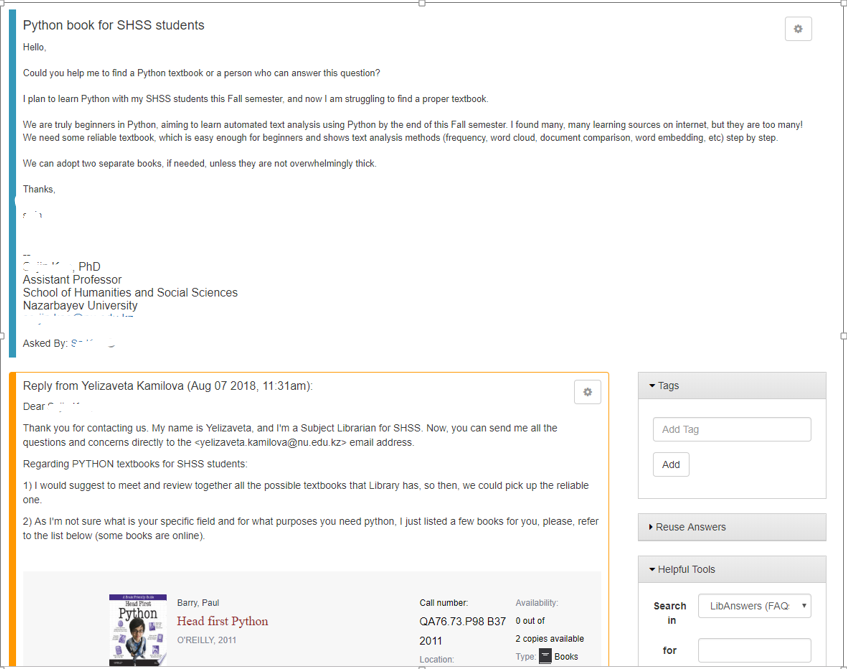 Python book for SHSS students
Hello,
Could you help me to find a Python textbook or a person who can answer this question?
I plan to learn Python with my SHSS students this Fall semester, and now I am struggling to find a proper textbook.
We are truly beginners in Python, aiming to learn automated text analysis using Python by the end of this Fall semester. I found many, many learning sources on internet, but they are too many!
We need some reliable textbook, which is easy enough for beginners and shows text analysis methods (frequency, word cloud, document comparison, word embedding, etc) step by step.
We can adopt two separate books, if needed, unless they are not overwhelmingly thick.
Thanks,
--
, PhD
Assistant Professor
School of Humanities and Social Sciences
Nazarbayev University
Asked By:
Reply from Yelizaveta Kamilova (Aug 07 2018, 11:31am):
Dear
Thank you for contacting us. My name is Yelizaveta, and I'm a Subject Librarian for SHSS. Now, you can send me all the
questions and concerns directly to the <yelizaveta.kamilova@nu.edu.kz> email address.
Regarding PYTHON textbooks for SHSS students:
1) I would suggest to meet and review together all the possible textbooks that Library has, so then, we could pick up the reliable
one.
2) As I'm not sure what is your specific field and for what purposes you need python, I just listed a few books for you, please, refer
to the list below (some books are online).
Head First
Python
Barry, Paul
Head first Python
O'REILLY, 2011
Call number:
QA76.73.P98 B37
2011
Location:
Availability:
0 out of
2 copies available
Type: Books
Tags
Add Tag
Add
Reuse Answers
Helpful Tools
Search
in
LibAnswers (FAQ
for